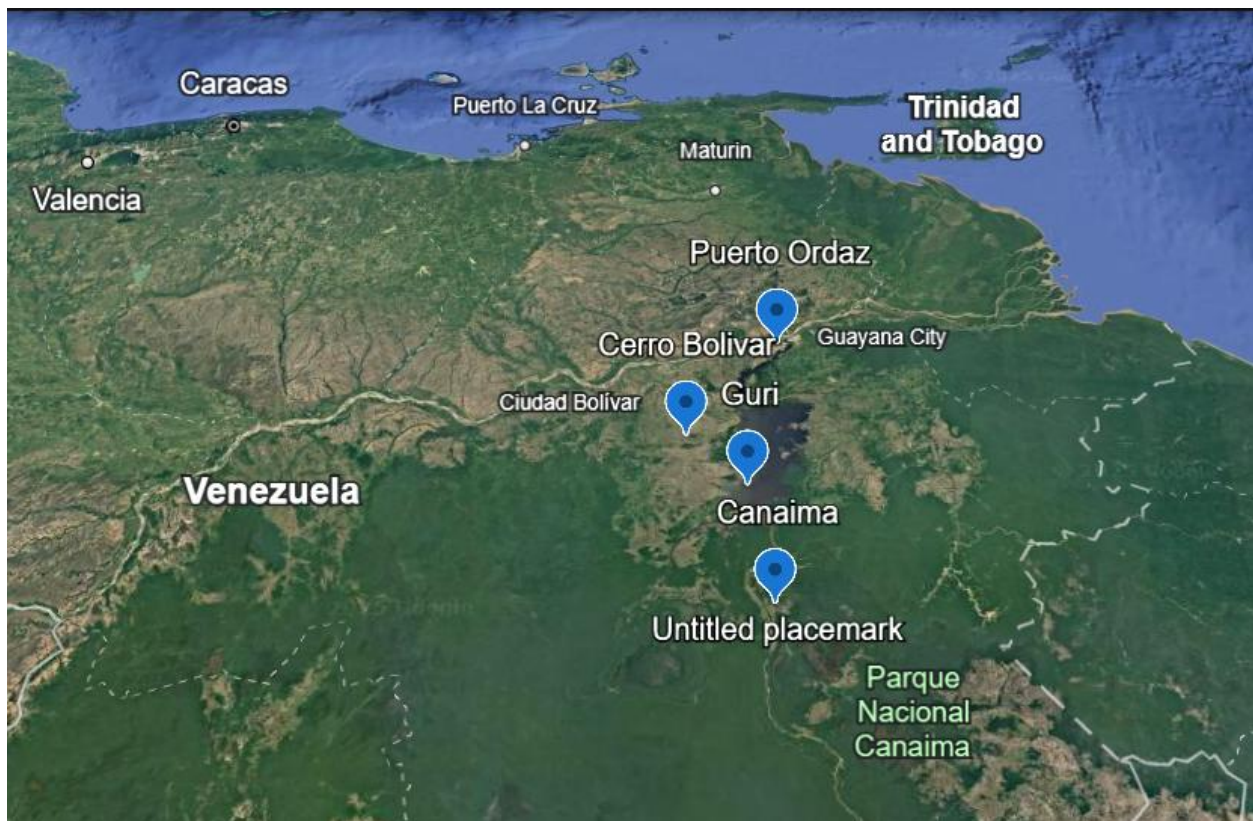 Caracas
Puerto La Cruz
Trinidad
and Tobago
Maturin
Valencia
Puerto Ordaz
Guayana City
Cerro Bolivar
Guri
Ciudad Bolívar
Venezuela
Canaima
Untitled placemark
Parque
Nacional
Canaima